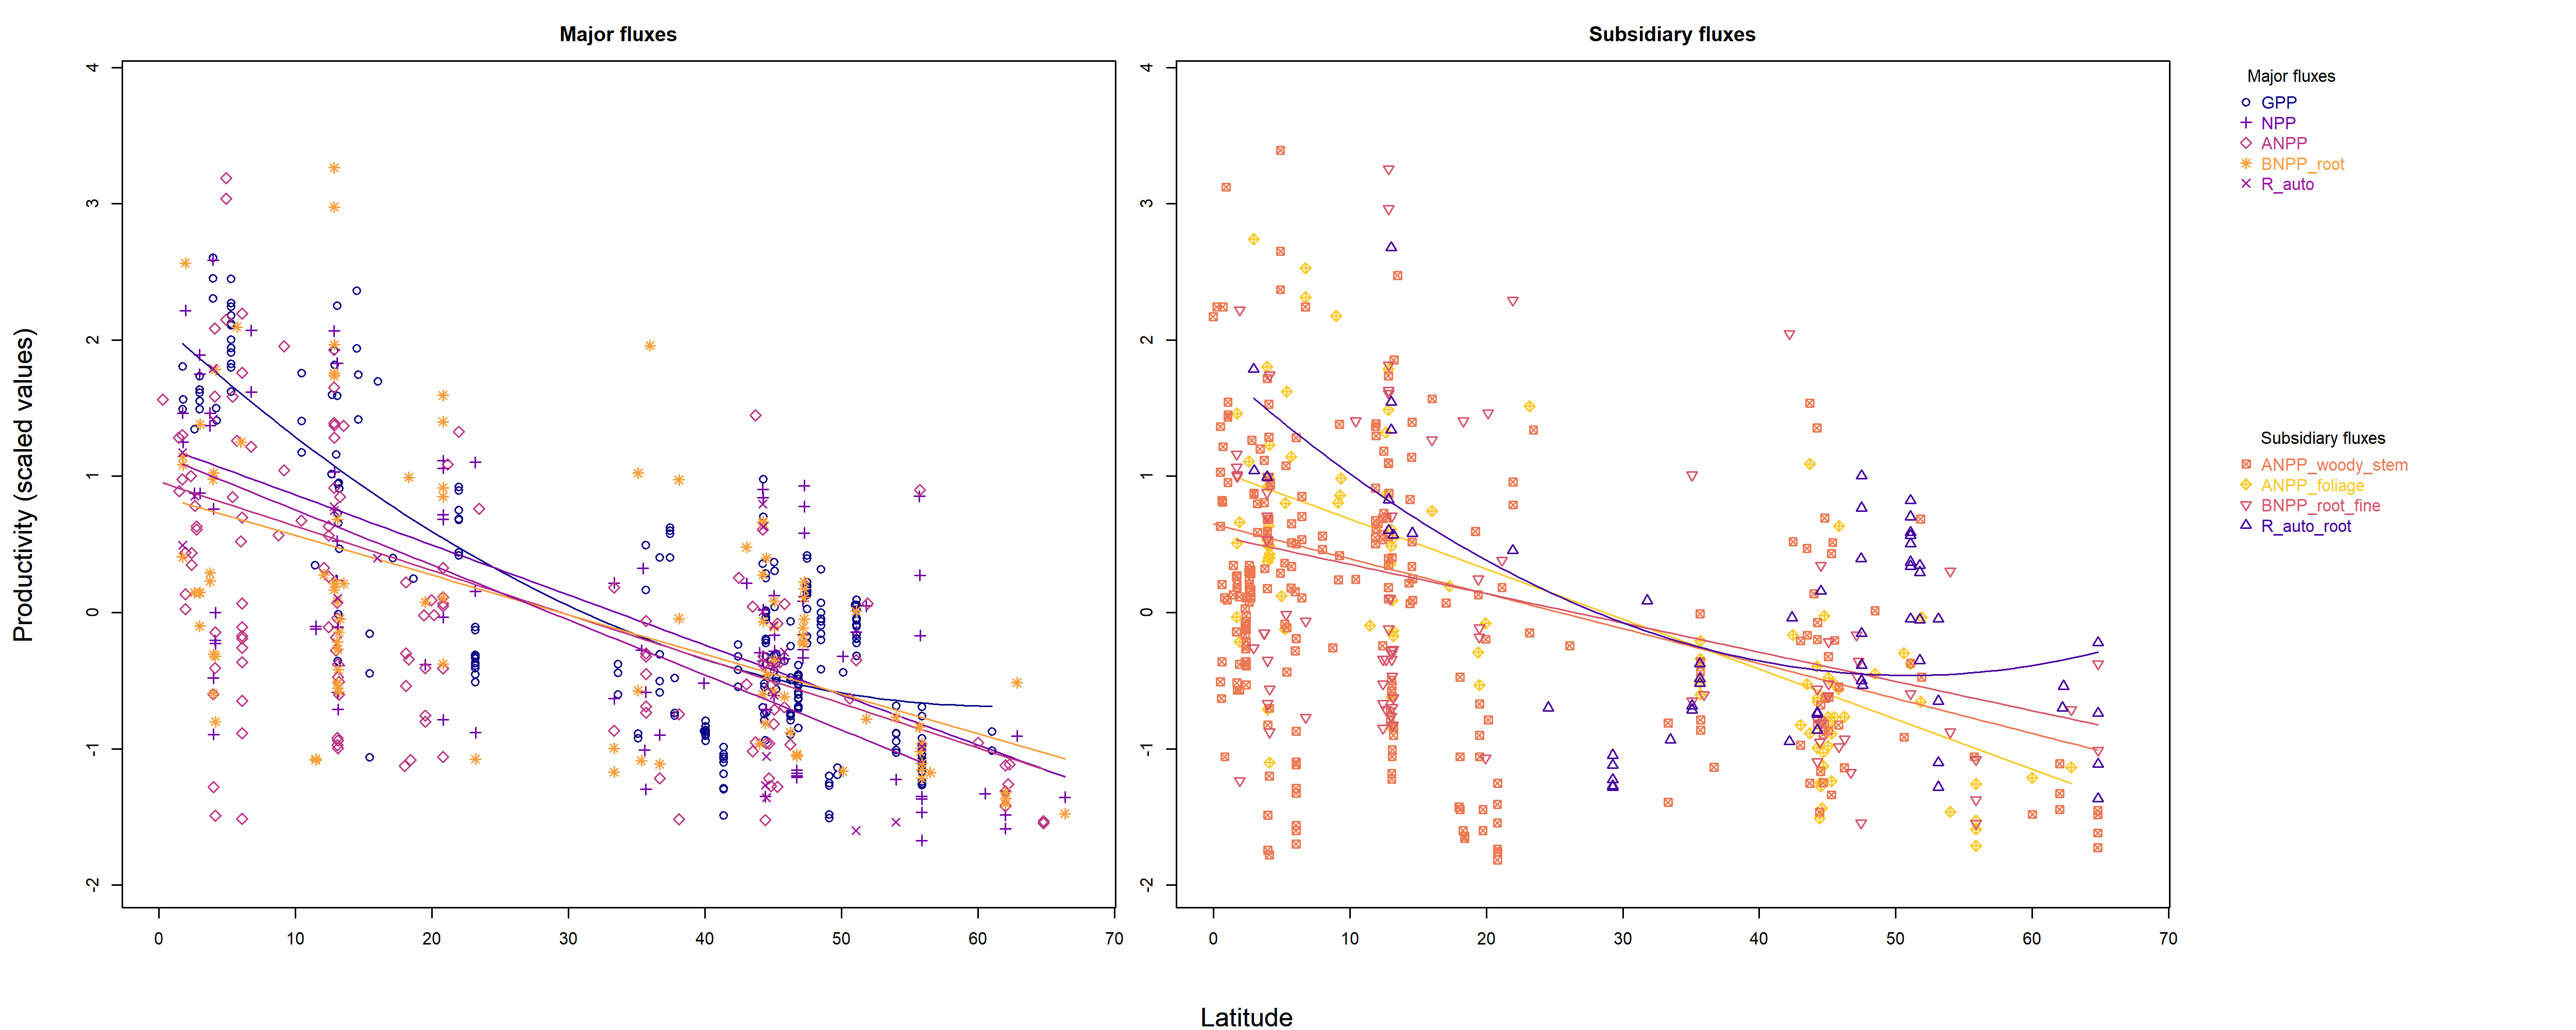 Major fluxes
Subsidiary fluxes
Productivity (scaled values)
4
3
2
1
0
-1
-2
0 10 20 30 40 50 60 70
4
3
2
1
0
-1
-2
0 10 20 30 40 50 60 70
Latitude
Major fluxes
GPP
NPP
ANPP
BNPP_root
R_auto
Subsidiary fluxes
ANPP_woody_stem
ANPP_foliage
BNPP_root_fine
R_auto_root